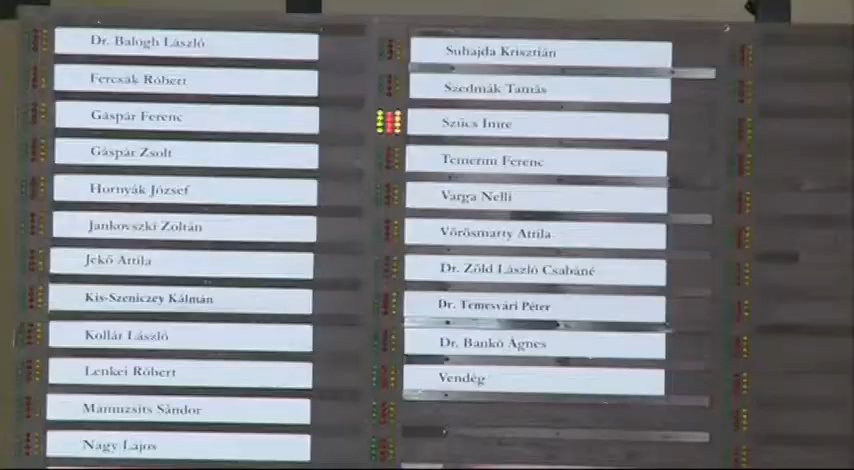 Dr. Balogh László
Fercsák Róbert
Gáspár Ferenc
Gáspár Zsolt
Hornyák József
Jankovszki Zoltán
Jekő Attila
Kis-Szeniczey Kálmán
Kollár László
Lenkei Róbert
Mamuzsits Sándor
Nagy Lajos
Suhajda Krisztián
Szedmák Tamás
Szűcs Imre
Temerini Ferenc
Varga Nelli
Vörösmarty Attila
Dr. Zöld László Csabáné
Dr. Temesvári Péter
Dr. Bankó Ágnes
Vendég